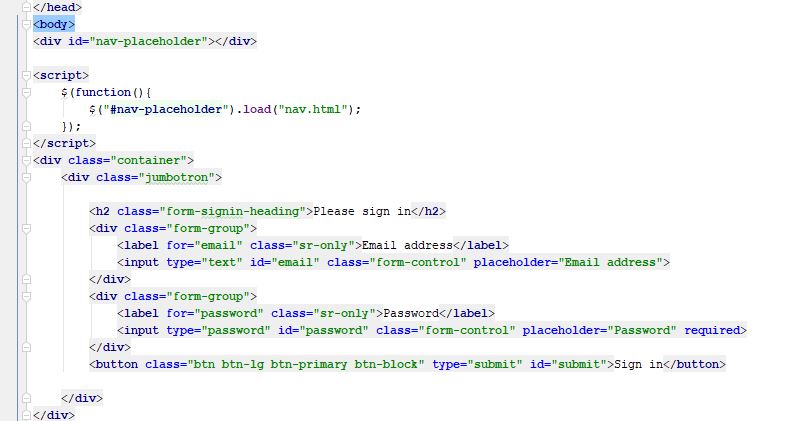 </head>
<body>
<div id="nav-placeholder"></div>
<script>
$(function(){
$("#nav-placeholder").load("nav.html");
});
</script>
<div class="container">
<div class="jumbotron">
<h2 class="form-signin-heading">Please sign in</h2>
<div class="form-group">
<label for="email" class="sr-only">Email address</label>
<input type="text" id="email" class="form-control" placeholder="Email address">
</div>
<div class="form-group">
<label for="password" class="sr-only">Password</label>
<input type="password" id="password" class="form-control" placeholder="Password" required>
</div>
<button class="btn btn-lg btn-primary btn-block" type="submit" id="submit">Sign in</button>
</div>
</div>